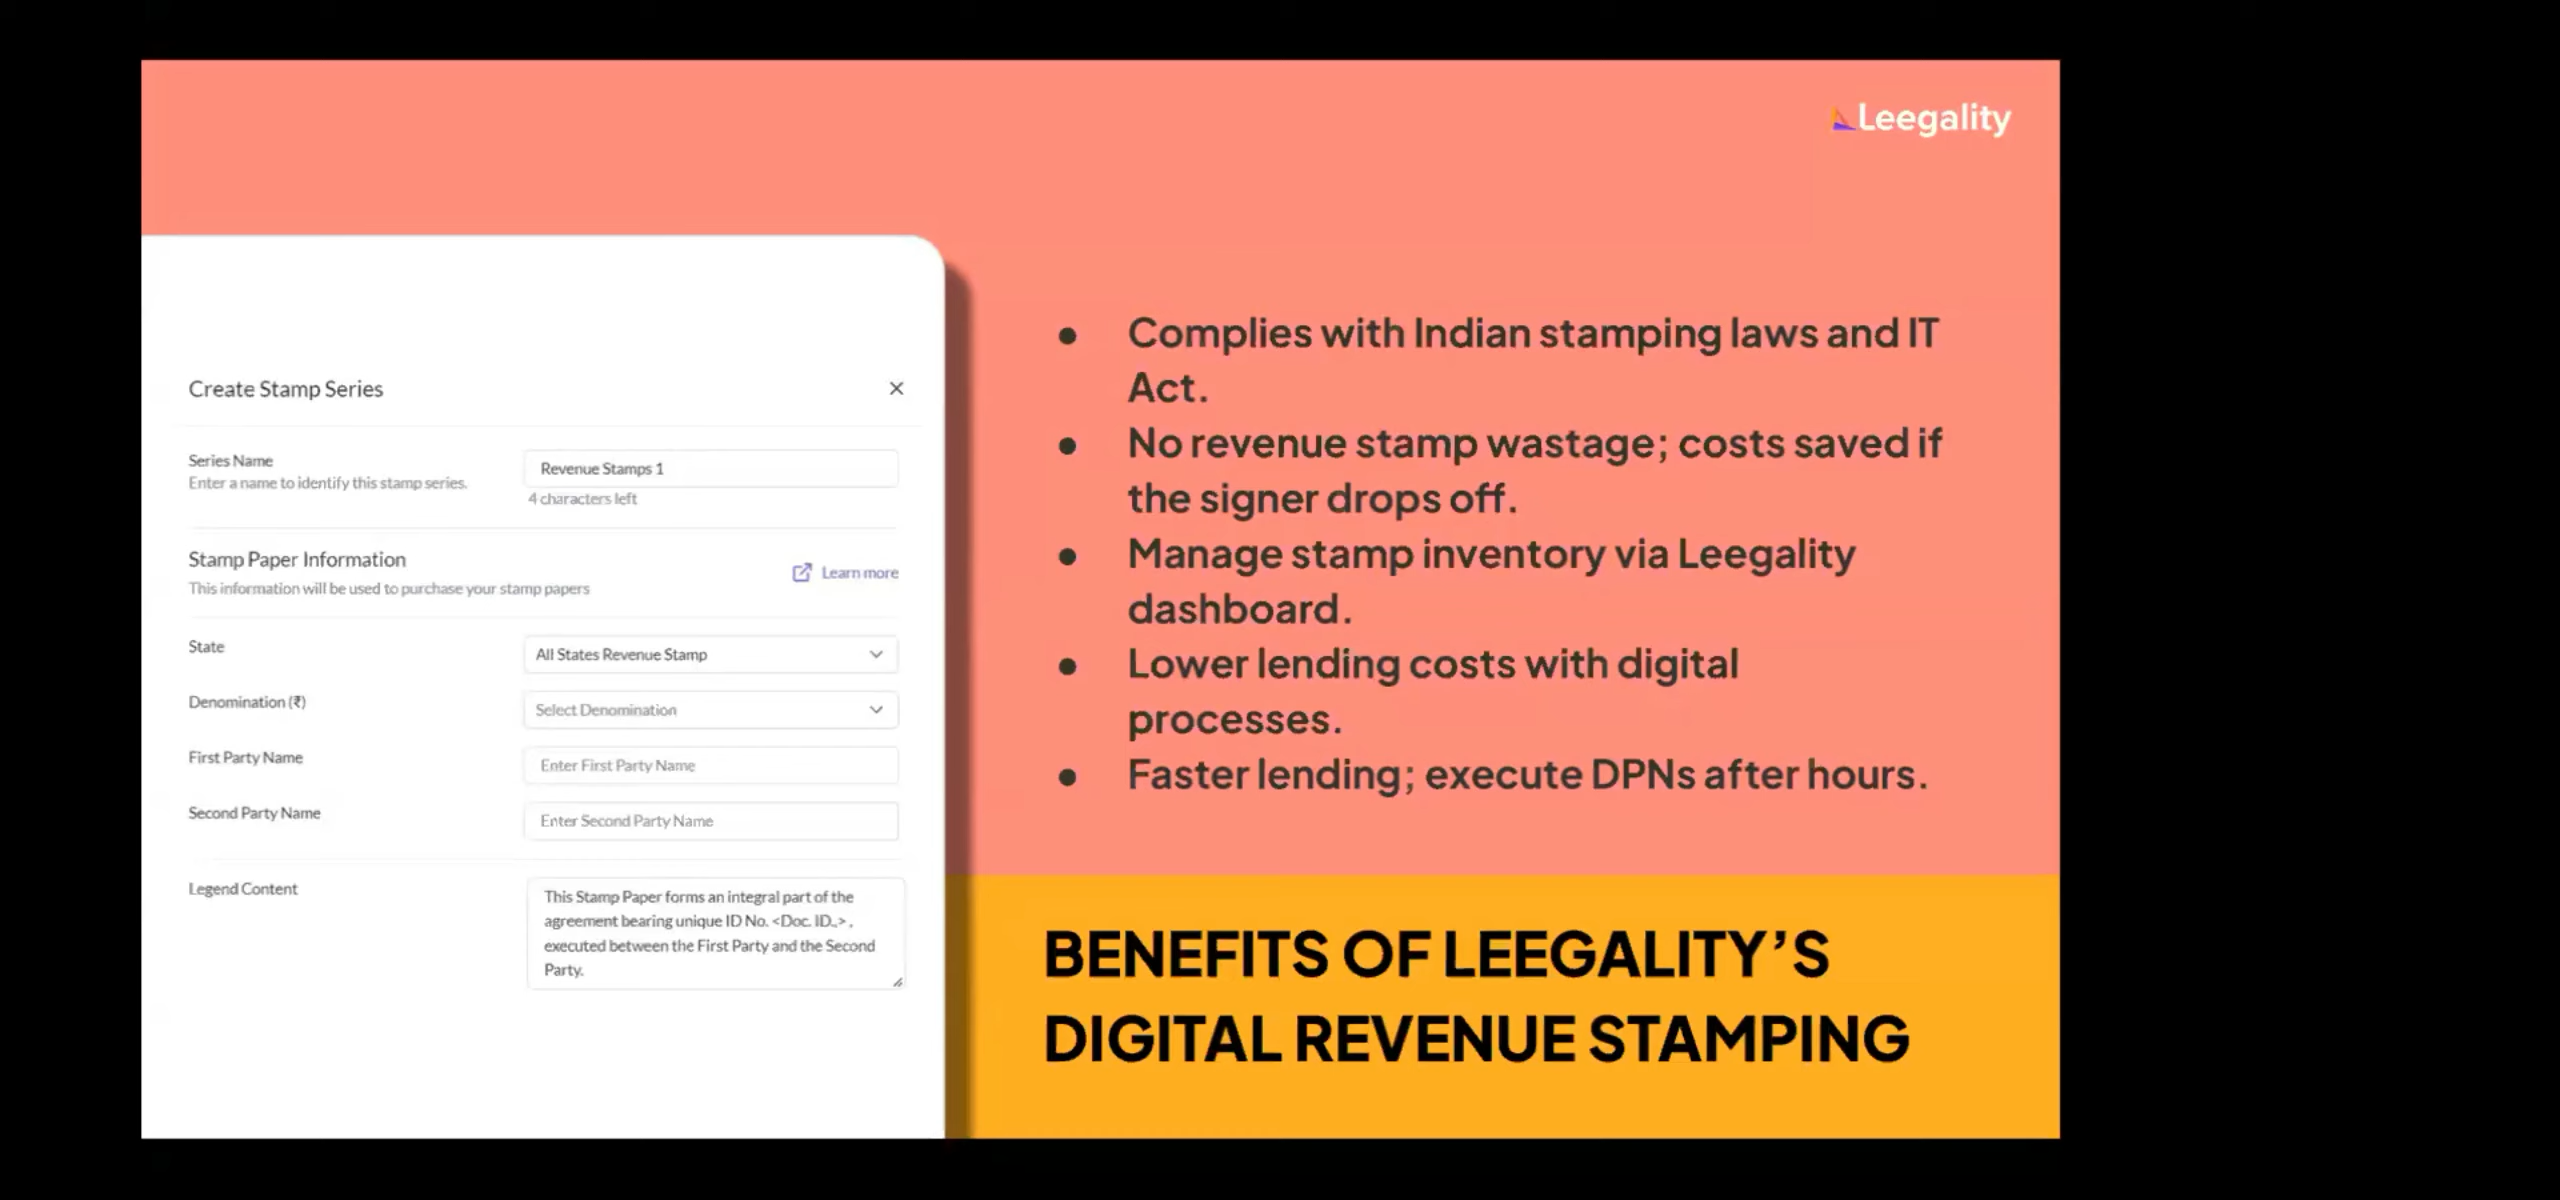 Leegality
Create Stamp Series
Series Name
Enter a name to identify this stamp series.
Revenue Stamps 1
4 characters left
Stamp Paper Information
This information will be used to purchase your stamp papers
Learn more
State
All States Revenue Stamp
Denomination (₹)
Select Denomination
First Party Name
Enter First Party Name
Second Party Name
Enter Second Party Name
Legend Content
This Stamp Paper forms an integral part of the
agreement bearing unique ID No. <Doc. ID..> ,
executed between the First Party and the Second
Party.
● Complies with Indian stamping laws and IT
Act.
● No revenue stamp wastage; costs saved if
the signer drops off.
● Manage stamp inventory via Leegality
dashboard.
● Lower lending costs with digital
processes.
● Faster lending; execute DPNs after hours.
BENEFITS OF LEEGALITY’S
DIGITAL REVENUE STAMPING